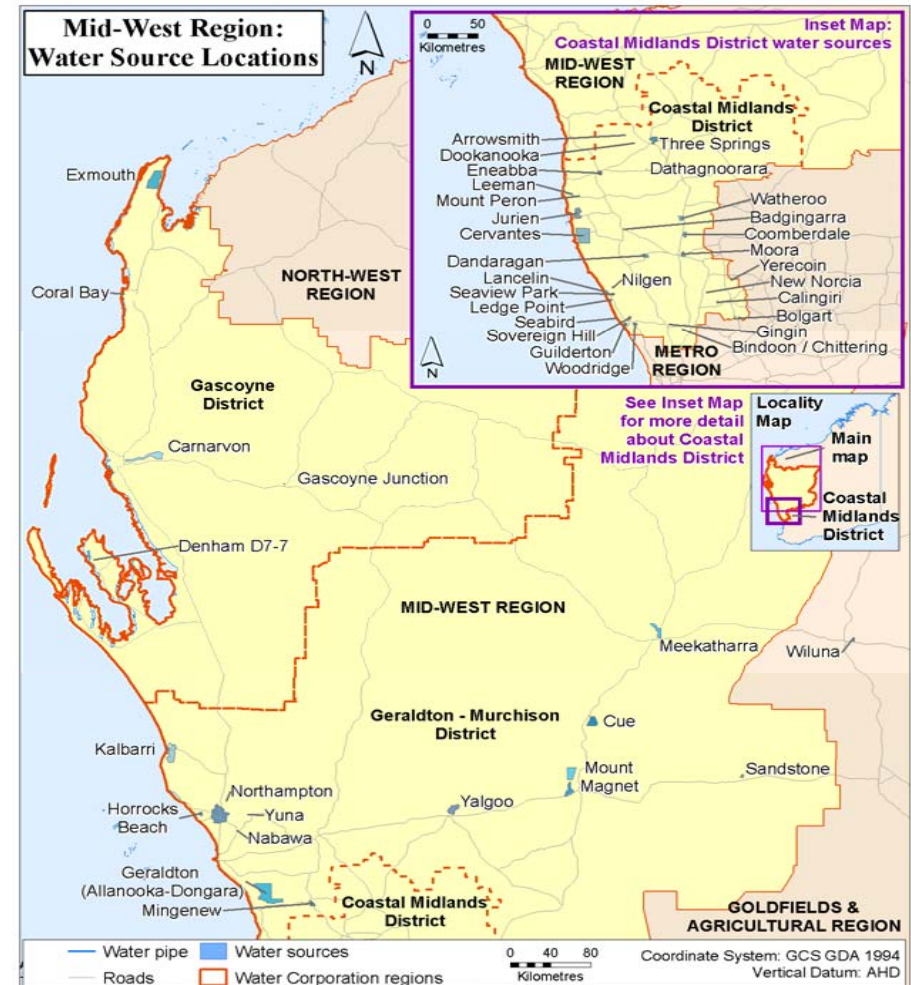 Mid-West Region:
Water Source Locations
N
0 50
Kilometres
Inset Map:
Coastal Midlands District water sources
MID-WEST
REGION
Coastal Midlands
District
Arrowsmith
Three Springs
Dookanooka
Eneabba
Dathagnoorara
Leeman
Mount Peron
Watheroo
Jurien
Badgingarra
Cervantes
Coomberdale
Moora
Dandaragan
Yerecoin
Lancelin
Nilgen
New Norcia
Seaview Park
Calingiri
Ledge Point
Bolgart
Seabird
Gingin
Sovereign Hill
Bindoon / Chittering
Guilderton
METRO
REGION
Woodridge
N
Exmouth
Coral Bay
NORTH-WEST
REGION
Gascoyne
District
See Inset Map
for more detail
about Coastal
Midlands District
Locality
Map
Main
map
Coastal
Midlands
District
Carnarvon
Gascoyne Junction
Denham D7-7
MID-WEST REGION
Meekatharra
Wiluna
Geraldton - Murchison
District
Cue
Kalbarri
Mount
Magnet
Sandstone
Northampton
Yalgoo
Horrocks
Beach
Yuna
Nabawa
Geraldton
(Allanooka-Dongara)
Mingenew
Coastal Midlands
District
GOLDFIELDS &
AGRICULTURAL REGION
Water pipe
Water sources
Roads
Water Corporation regions
0 40 80
Kilometres
Coordinate System: GCS GDA 1994
Vertical Datum: AHD